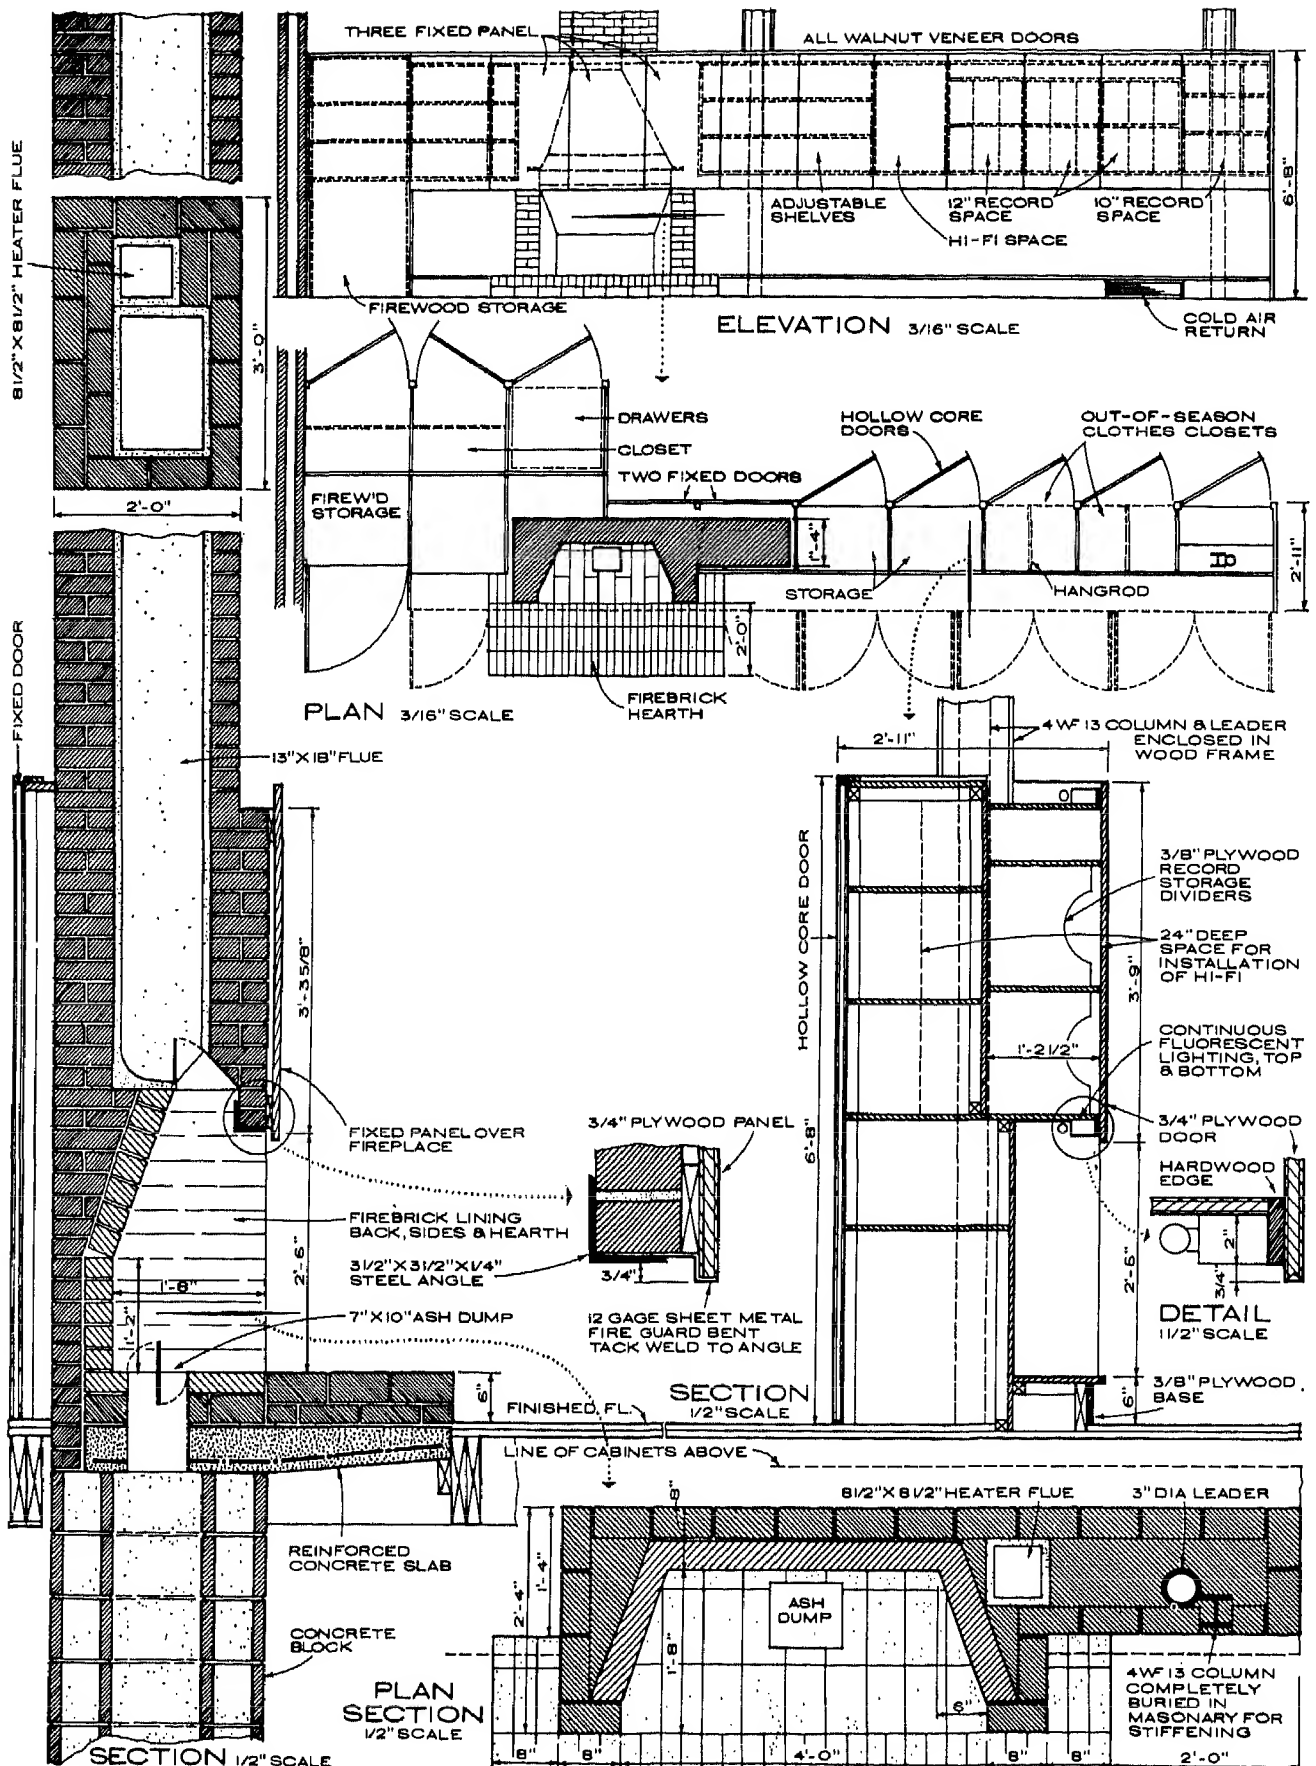 THREE FIXED PANEL
ALL WALNUT VENEER DOORS
8 1/2" X 8 1/2" HEATER FLUE
3'-0"
2'-0"
ADJUSTABLE
SHELVES
12" RECORD
SPACE
10" RECORD
SPACE
HI-FI SPACE
6'-8"
FIREWOOD STORAGE
ELEVATION 3/16" SCALE
COLD AIR
RETURN
DRAWERS
CLOSET
TWO FIXED DOORS
HOLLOW CORE
DOORS
OUT-OF-SEASON
CLOTHES CLOSETS
FIREW'D
STORAGE
1'-4"
2'-11"
STORAGE
HANGROD
2'-0"
FIREBRICK
HEARTH
PLAN 3/16" SCALE
FIXED DOOR
13" X 18" FLUE
3'-3 5/8"
FIXED PANEL OVER
FIREPLACE
FIREBRICK LINING
BACK, SIDES & HEARTH
2'-6"
1'-8"
1'-2"
7" X 10" ASH DUMP
6"
REINFORCED
CONCRETE SLAB
CONCRETE
BLOCK
SECTION 1/2" SCALE
3/4" PLYWOOD PANEL
3 1/2" X 3 1/2" X 1/4"
STEEL ANGLE
3/4"
12 GAGE SHEET METAL
FIRE GUARD BENT
TACK WELD TO ANGLE
2'-11"
4 WF 13 COLUMN & LEADER
ENCLOSED IN
WOOD FRAME
HOLLOW CORE DOOR
6'-8"
3/8" PLYWOOD
RECORD
STORAGE
DIVIDERS
24" DEEP
SPACE FOR
INSTALLATION
OF HI-FI
3'-9"
1'-2 1/2"
CONTINUOUS
FLUORESCENT
LIGHTING, TOP
& BOTTOM
3/4" PLYWOOD
DOOR
HARDWOOD
EDGE
2"
3/4"
2'-6"
DETAIL
1 1/2" SCALE
3/8" PLYWOOD
BASE
6"
SECTION
1/2" SCALE
FINISHED FL.
LINE OF CABINETS ABOVE
8 1/2" X 8 1/2" HEATER FLUE
3" DIA LEADER
8"
2'-4"
1'-4"
1'-8"
ASH
DUMP
6"
4 WF 13 COLUMN
COMPLETELY
BURIED IN
MASONARY FOR
STIFFENING
PLAN
SECTION
1/2" SCALE
8"
8"
4'-0"
8"
8"
2'-0"